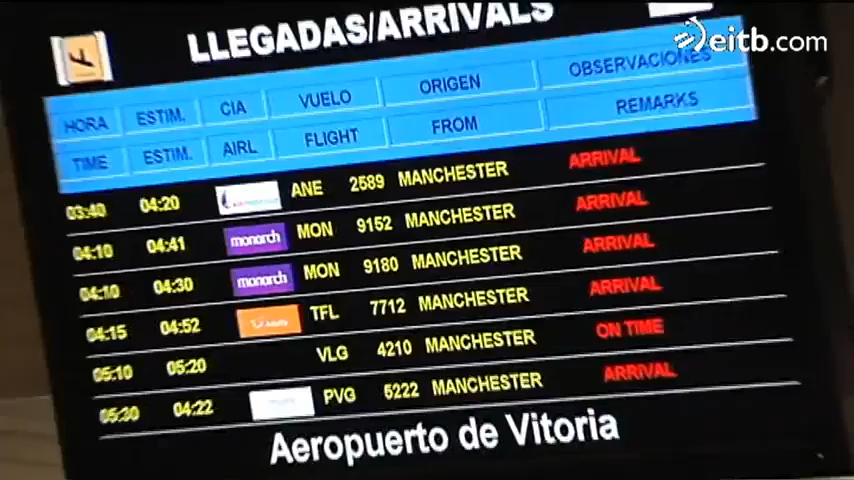 eitb.com
LLEGADAS/ARRIVALS
HORA ESTIM. CIA VUELO ORIGEN OBSERVACIONES
TIME ESTIM. AIRL FLIGHT FROM REMARKS
03:40 04:20 ANE 2589 MANCHESTER ARRIVAL
04:10 04:41 monarch MON 9152 MANCHESTER ARRIVAL
04:10 04:30 monarch MON 9180 MANCHESTER ARRIVAL
04:15 04:52 TFL 7712 MANCHESTER ARRIVAL
05:10 05:20 VLG 4210 MANCHESTER ON TIME
05:30 04:22 PVG 5222 MANCHESTER ARRIVAL
Aeropuerto de Vitoria